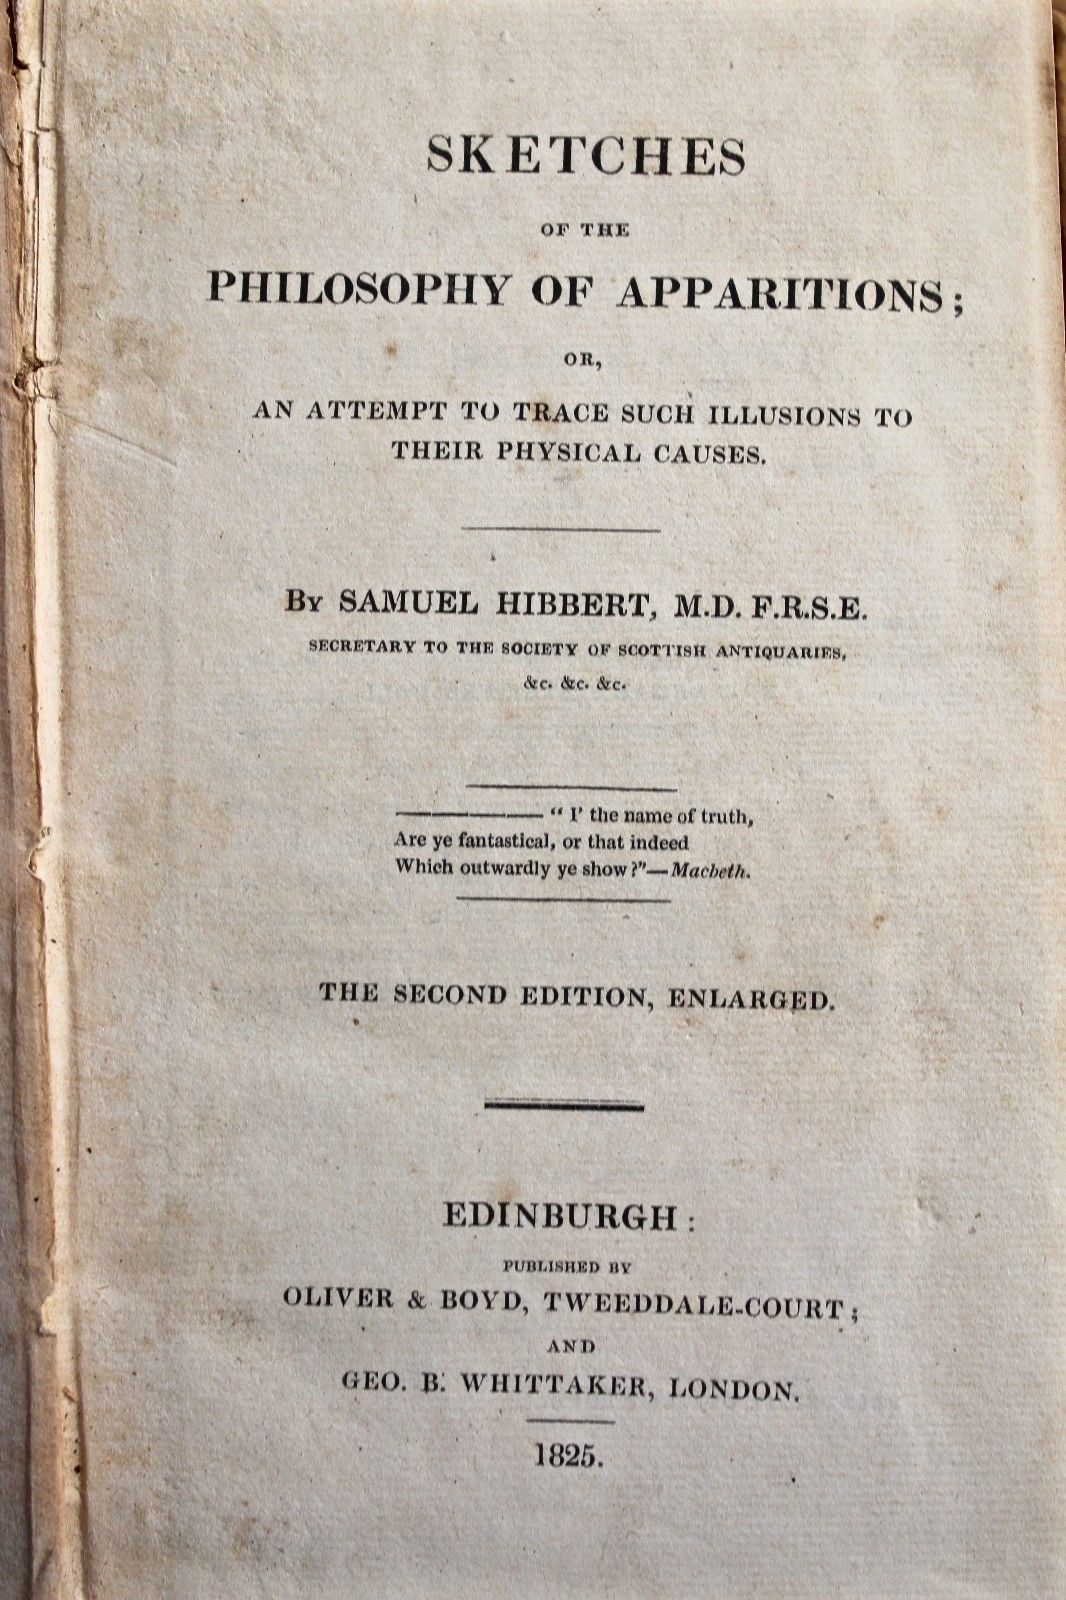 SKETCHES
OF THE
PHILOSOPHY OF APPARITIONS;
OR,
AN ATTEMPT TO TRACE SUCH ILLUSIONS TO
THEIR PHYSICAL CAUSES.
By SAMUEL HIBBERT, M.D. F.R.S.E.
SECRETARY TO THE SOCIETY OF SCOTTISH ANTIQUARIES,
&c. &c. &c.
—————— “ I' the name of truth,
Are ye fantastical, or that indeed
Which outwardly ye show?”—Macbeth.
THE SECOND EDITION, ENLARGED.
EDINBURGH:
PUBLISHED BY
OLIVER & BOYD, TWEEDDALE-COURT;
AND
GEO. B. WHITTAKER, LONDON.
1825.